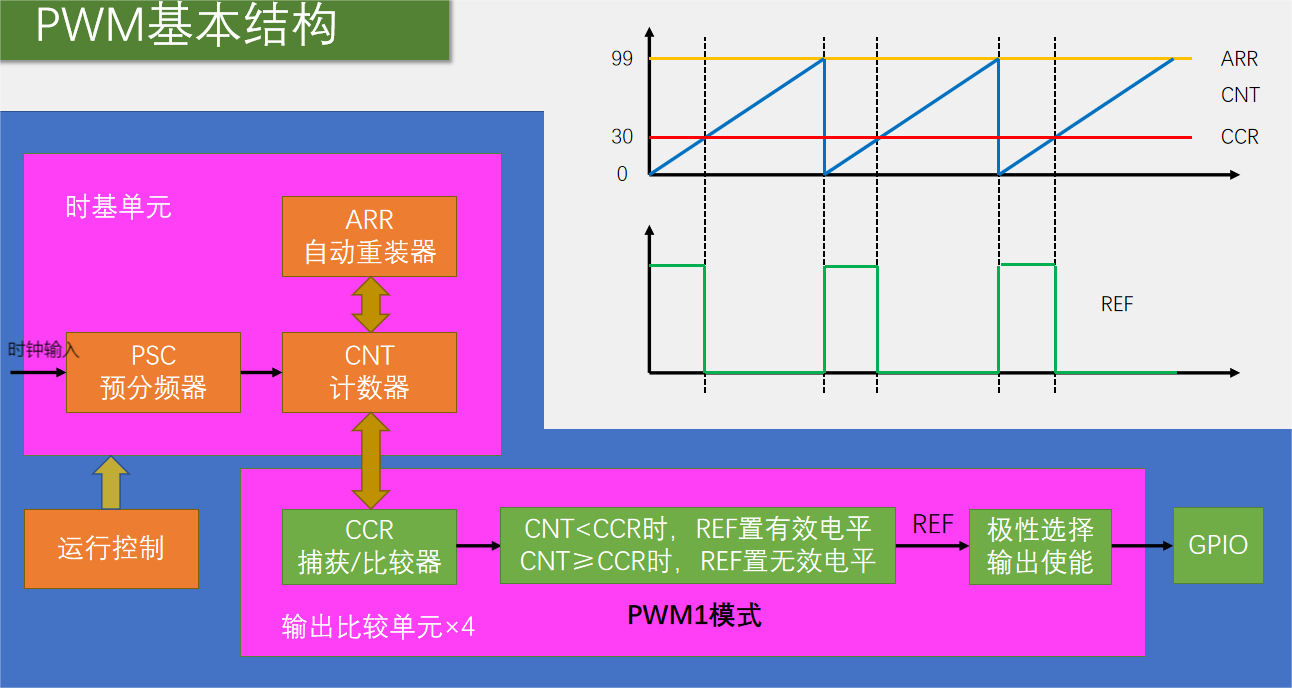 PWM基本结构
99
ARR
CNT
30
CCR
0
REF
时基单元
ARR
自动重装器
时钟输入
PSC
预分频器
CNT
计数器
运行控制
CCR
捕获/比较器
CNT<CCR时，REF置有效电平
CNT≥CCR时，REF置无效电平
REF
极性选择
输出使能
GPIO
输出比较单元×4
PWM1模式